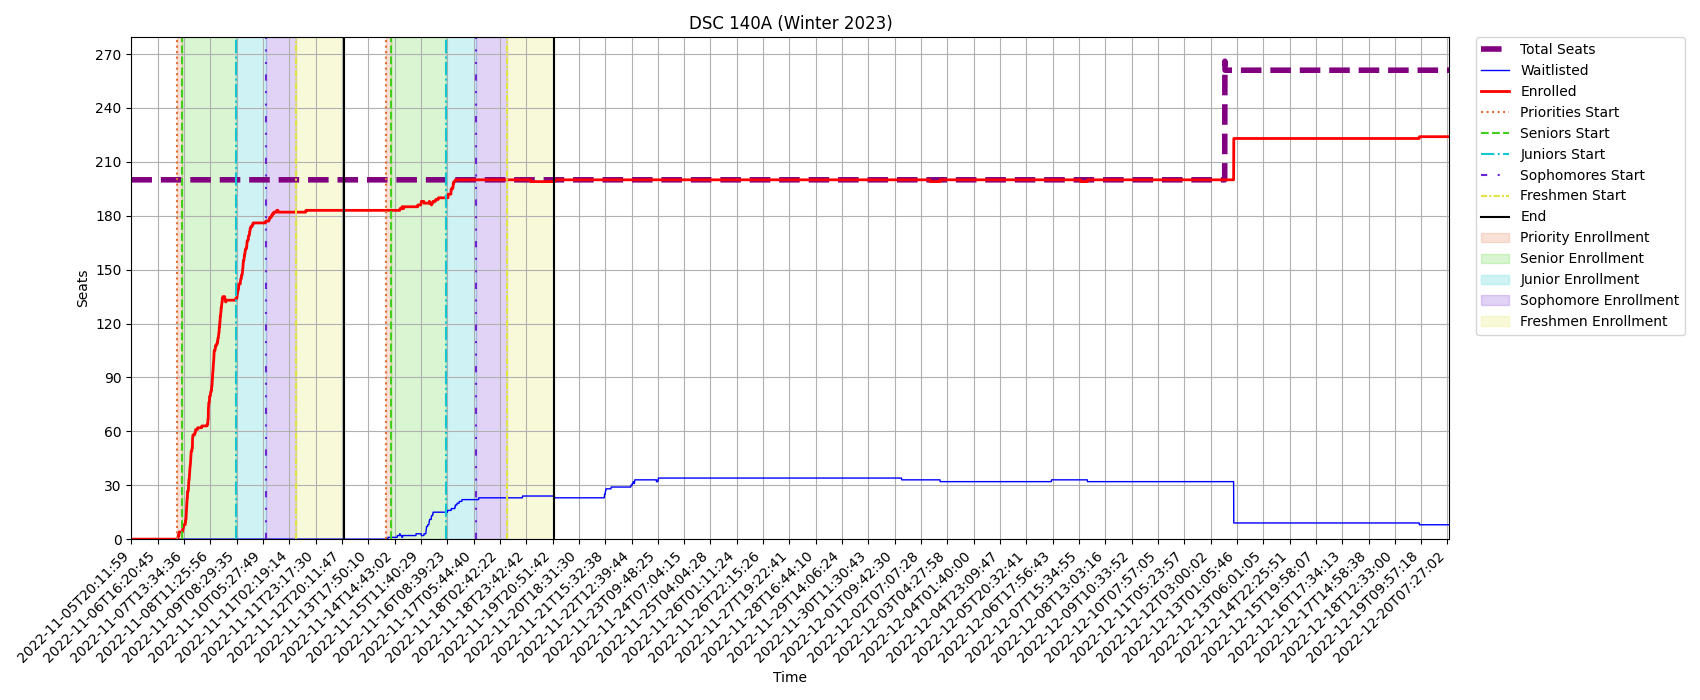 DSC 140A (Winter 2023)
Seats
270
240
210
180
150
120
90
60
30
0
2022-11-05T20:11:59
2022-11-06T16:20:45
2022-11-07T13:34:36
2022-11-08T11:25:56
2022-11-09T08:29:35
2022-11-10T05:27:49
2022-11-11T02:19:14
2022-11-11T23:17:30
2022-11-12T20:11:47
2022-11-13T17:50:10
2022-11-14T14:43:02
2022-11-15T11:40:29
2022-11-16T08:39:23
2022-11-17T05:44:40
2022-11-18T02:42:22
2022-11-18T23:42:42
2022-11-19T20:51:42
2022-11-20T18:31:30
2022-11-21T15:32:38
2022-11-22T12:39:44
2022-11-23T09:48:25
2022-11-24T07:04:15
2022-11-25T04:04:28
2022-11-26T01:11:24
2022-11-26T22:15:26
2022-11-27T19:22:41
2022-11-28T16:44:10
2022-11-29T14:06:24
2022-11-30T11:30:43
2022-12-01T09:42:30
2022-12-02T07:07:28
2022-12-03T04:27:58
2022-12-04T01:40:00
2022-12-04T23:09:47
2022-12-05T20:32:41
2022-12-06T17:56:43
2022-12-07T15:34:55
2022-12-08T13:03:16
2022-12-09T10:33:52
2022-12-10T07:57:05
2022-12-11T05:23:57
2022-12-12T03:00:02
2022-12-13T01:05:46
2022-12-13T06:01:05
2022-12-14T22:25:51
2022-12-15T19:58:07
2022-12-16T17:34:13
2022-12-17T14:58:38
2022-12-18T12:33:00
2022-12-19T09:57:18
2022-12-20T07:27:02
Time
Total Seats
Waitlisted
Enrolled
Priorities Start
Seniors Start
Juniors Start
Sophomores Start
Freshmen Start
End
Priority Enrollment
Senior Enrollment
Junior Enrollment
Sophomore Enrollment
Freshmen Enrollment